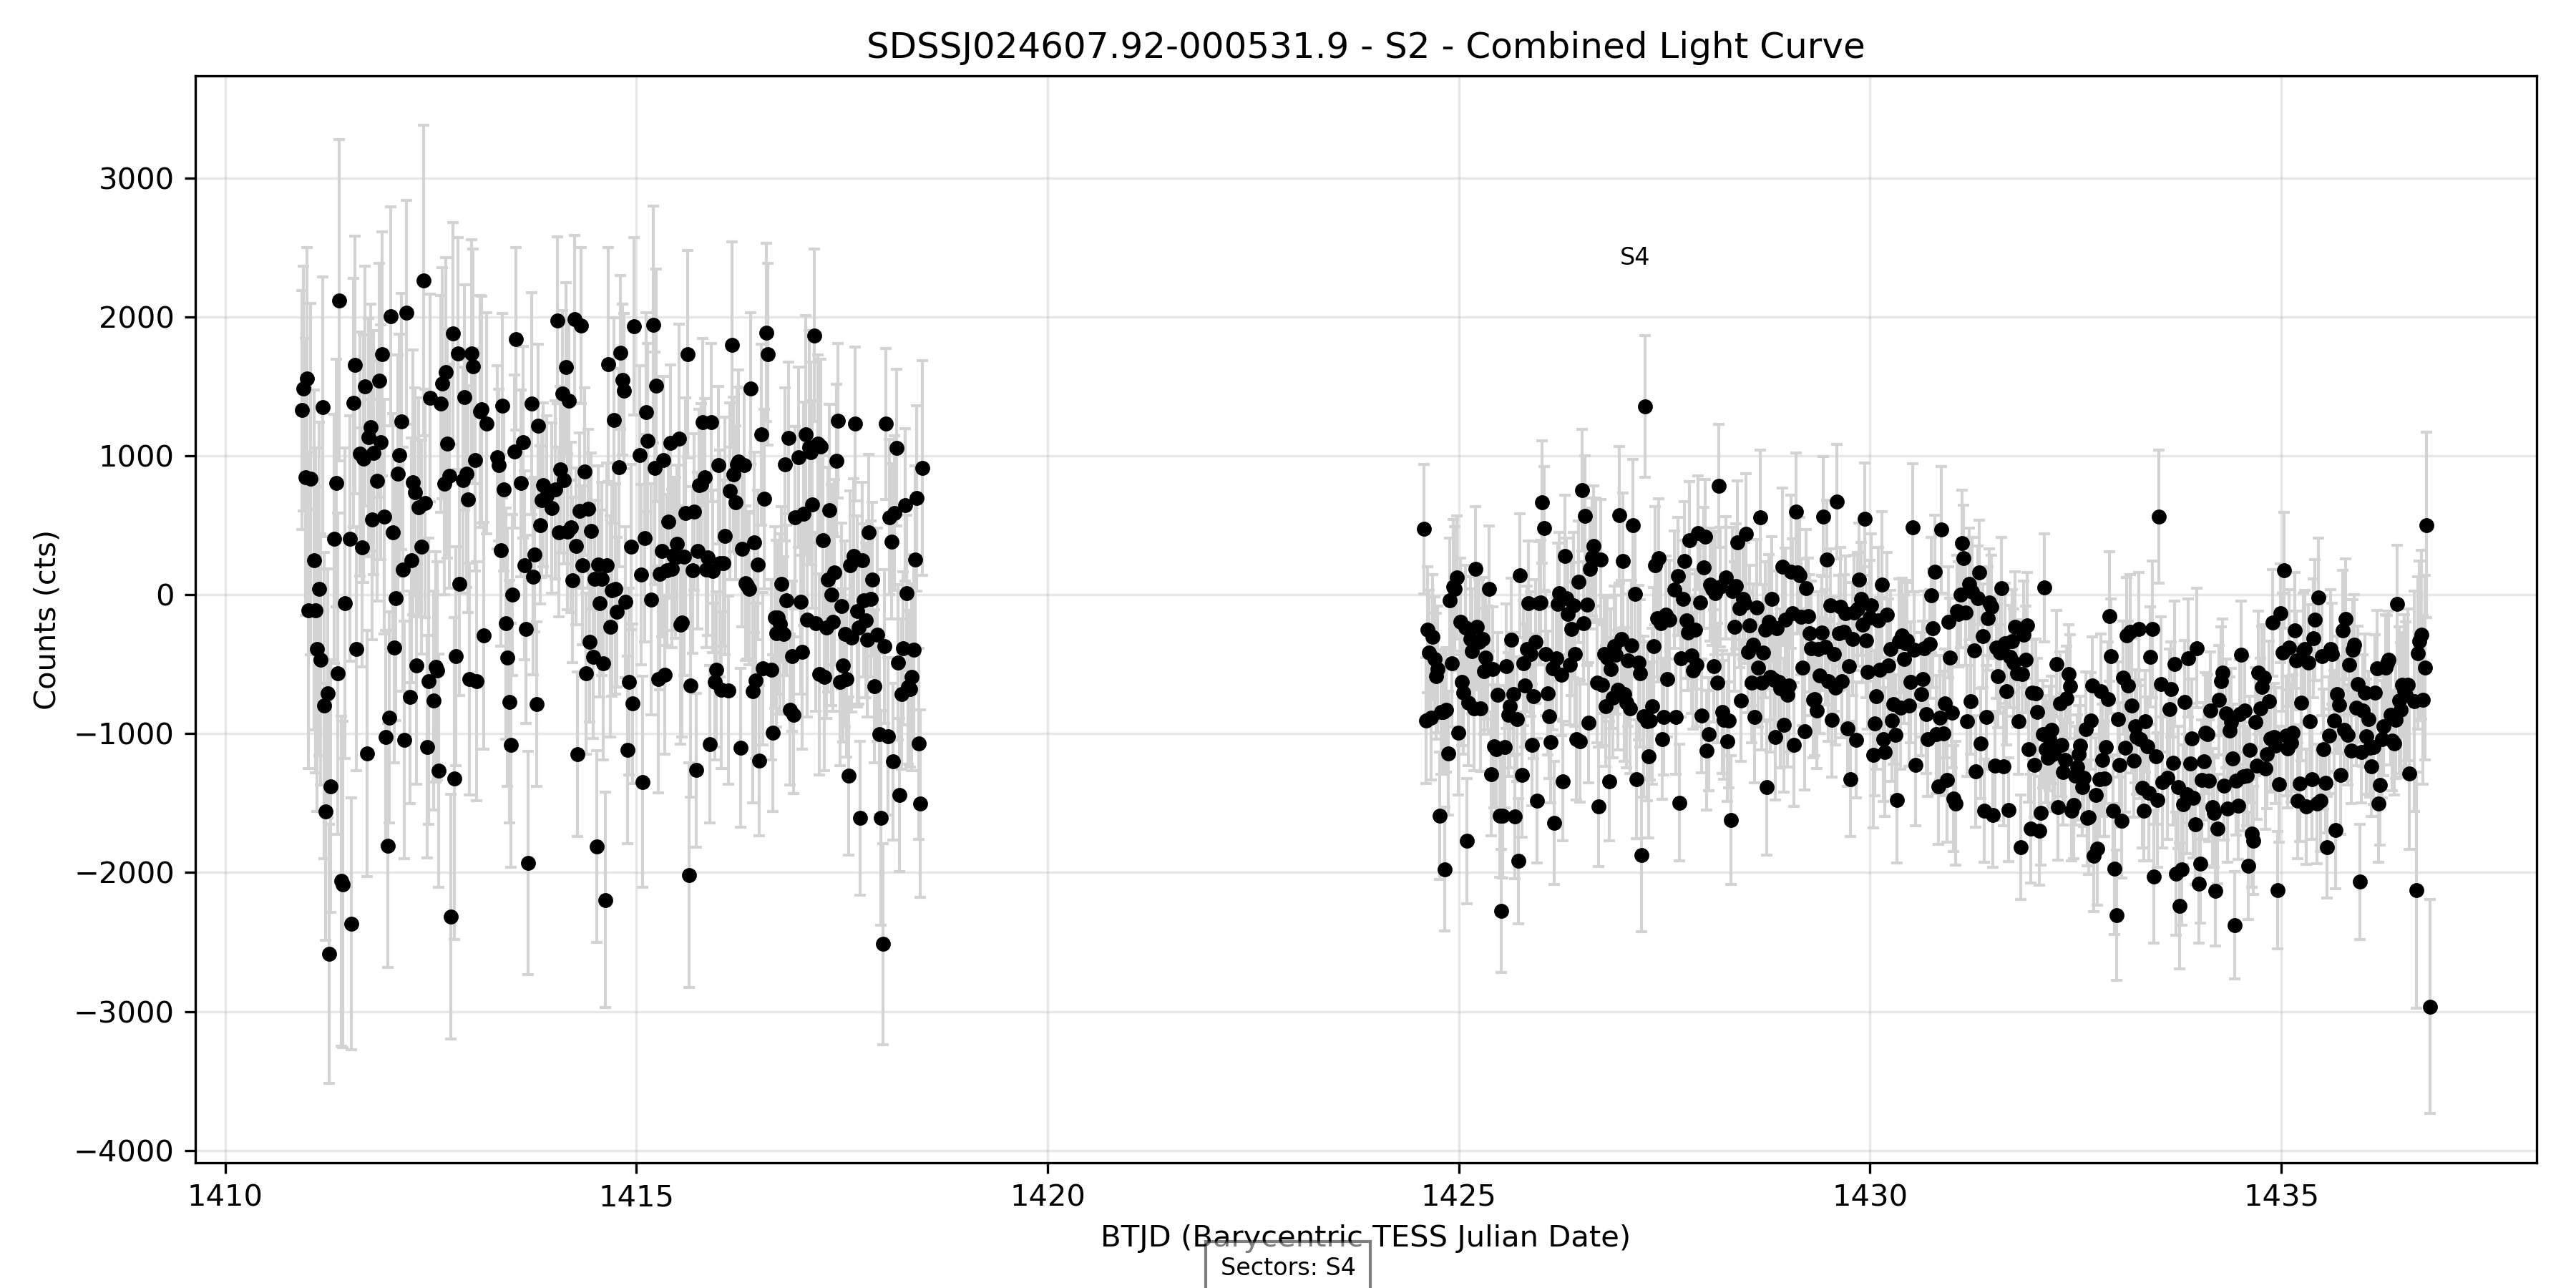 SDSSJ024607.92-000531.9 - S2 - Combined Light Curve
3000
2000
1000
0
−1000
−2000
−3000
−4000
Counts (cts)
S4
1410
1415
1420
1425
1430
1435
BTJD (Barycentric TESS Julian Date)
Sectors: S4